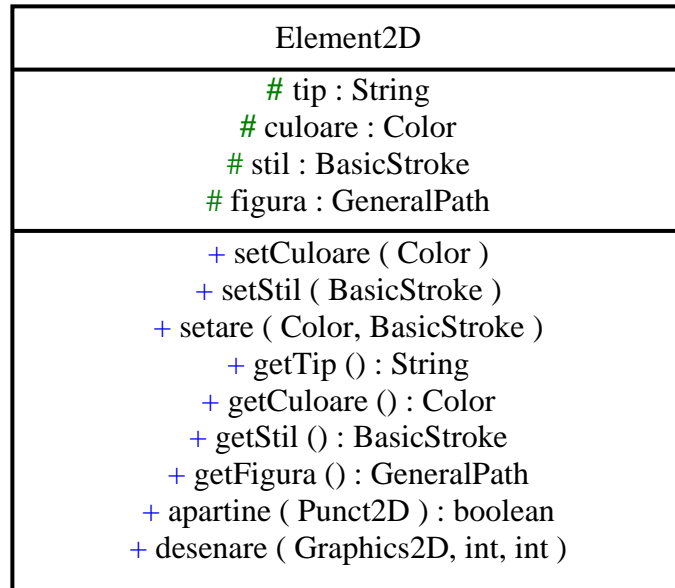 Element2D
# tip : String
# culoare : Color
# stil : BasicStroke
# figura : GeneralPath
+ setCuloare ( Color )
+ setStil ( BasicStroke )
+ setare ( Color, BasicStroke )
+ getTip () : String
+ getCuloare () : Color
+ getStil () : BasicStroke
+ getFigura () : GeneralPath
+ apartine ( Punct2D ) : boolean
+ desenare ( Graphics2D, int, int )